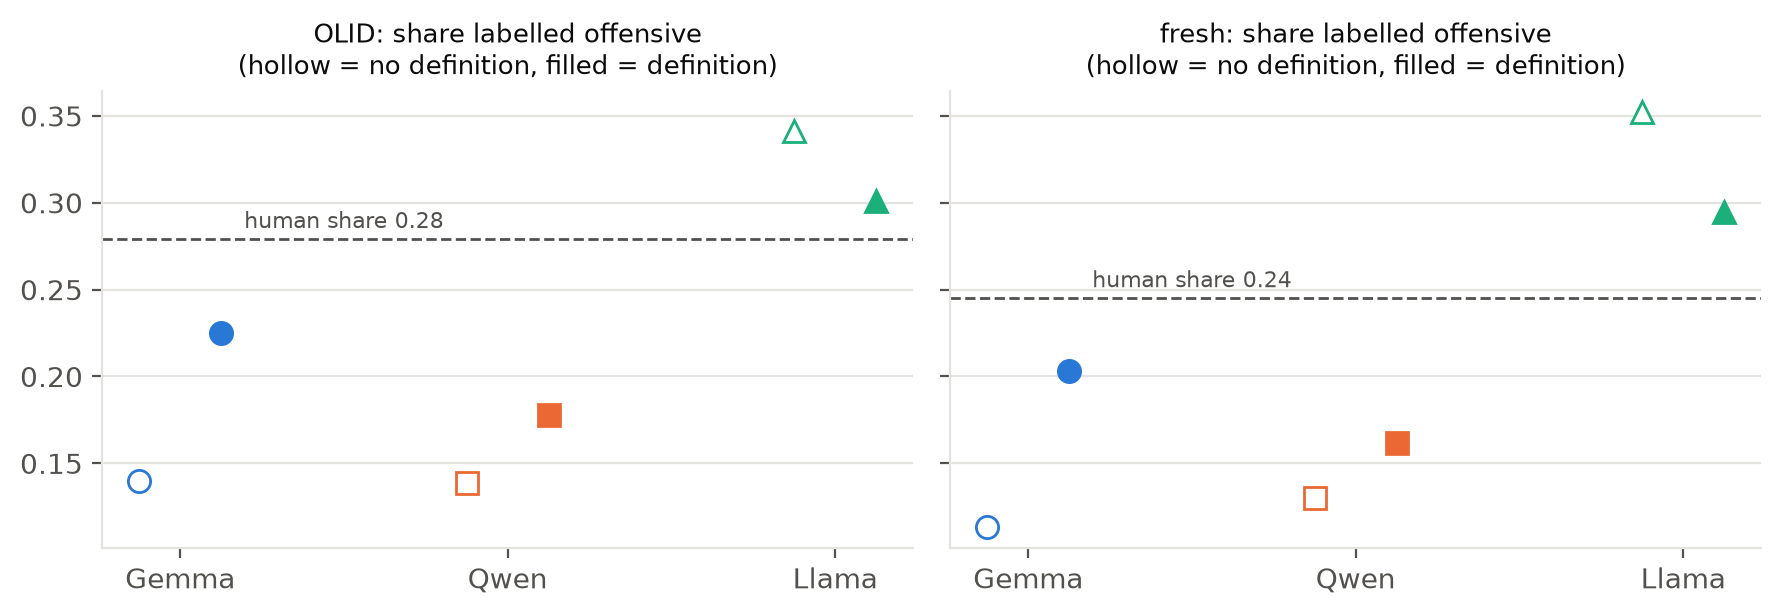 OLID: share labelled offensive
(hollow = no definition, filled = definition)
0.35
0.30
0.25
0.20
0.15
human share 0.28
Gemma
Qwen
Llama
fresh: share labelled offensive
(hollow = no definition, filled = definition)
human share 0.24
Gemma
Qwen
Llama